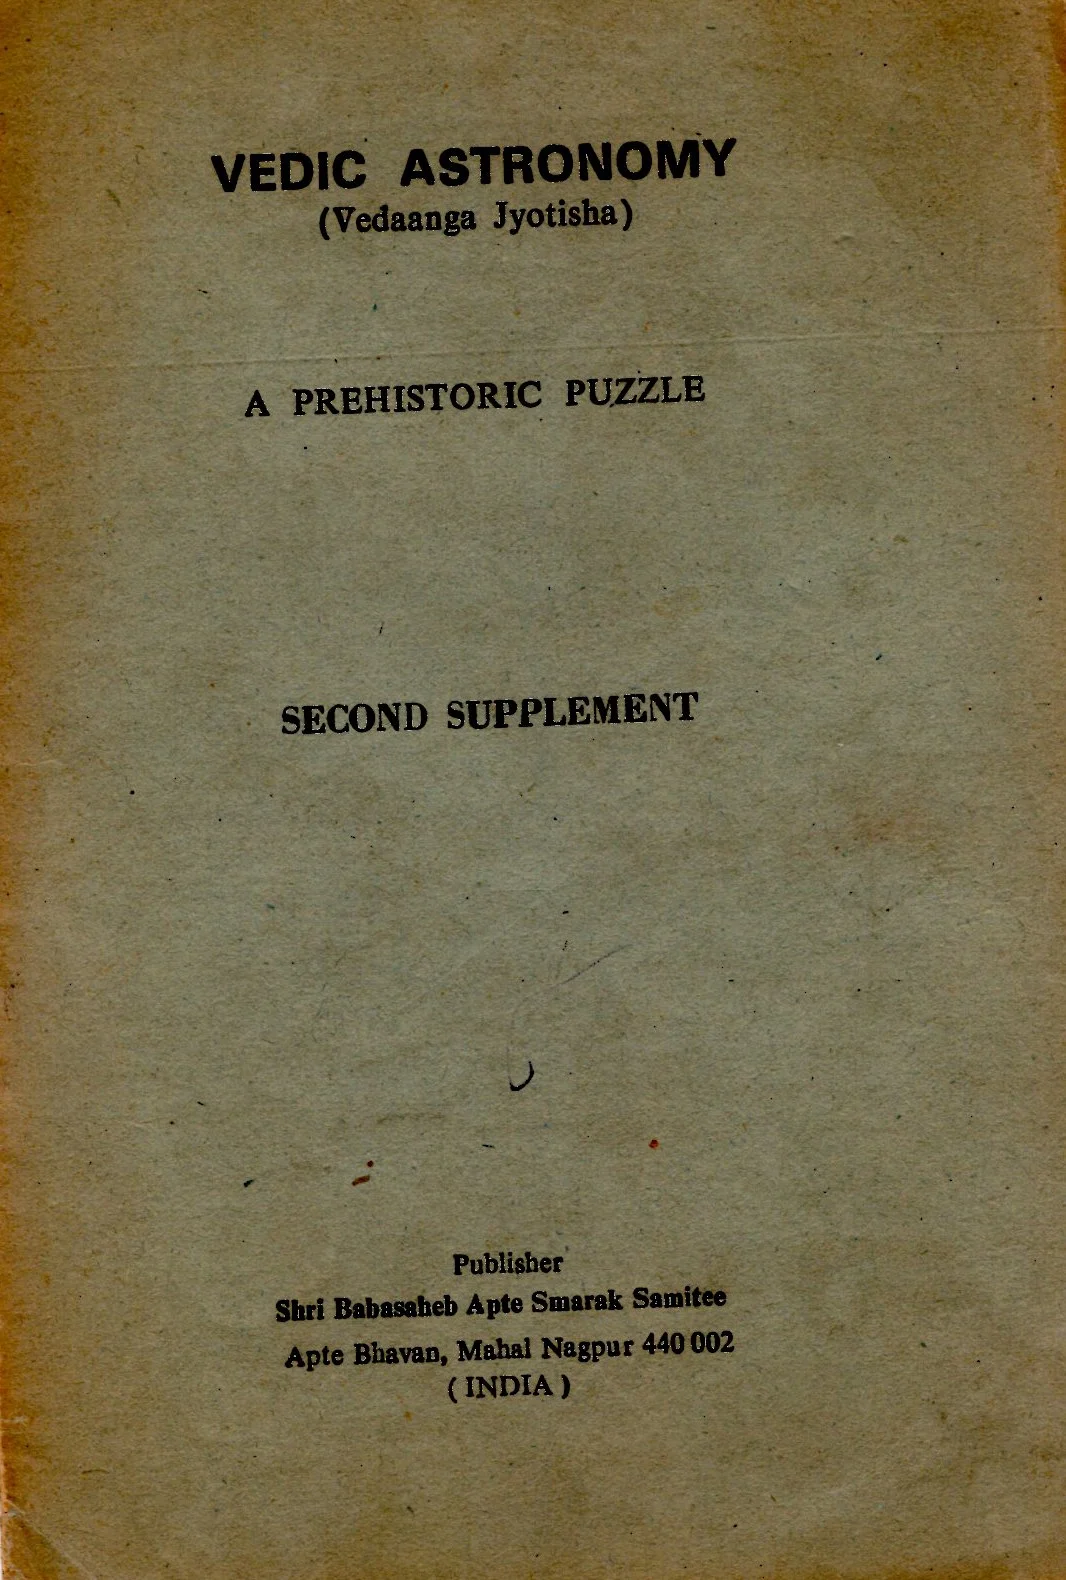 VEDIC ASTRONOMY
(Vedaanga Jyotisha)
A PREHISTORIC PUZZLE
SECOND SUPPLEMENT
Publisher
Shri Babasaheb Apte Smarak Samitee
Apte Bhavan, Mahal Nagpur 440 002
( INDIA )